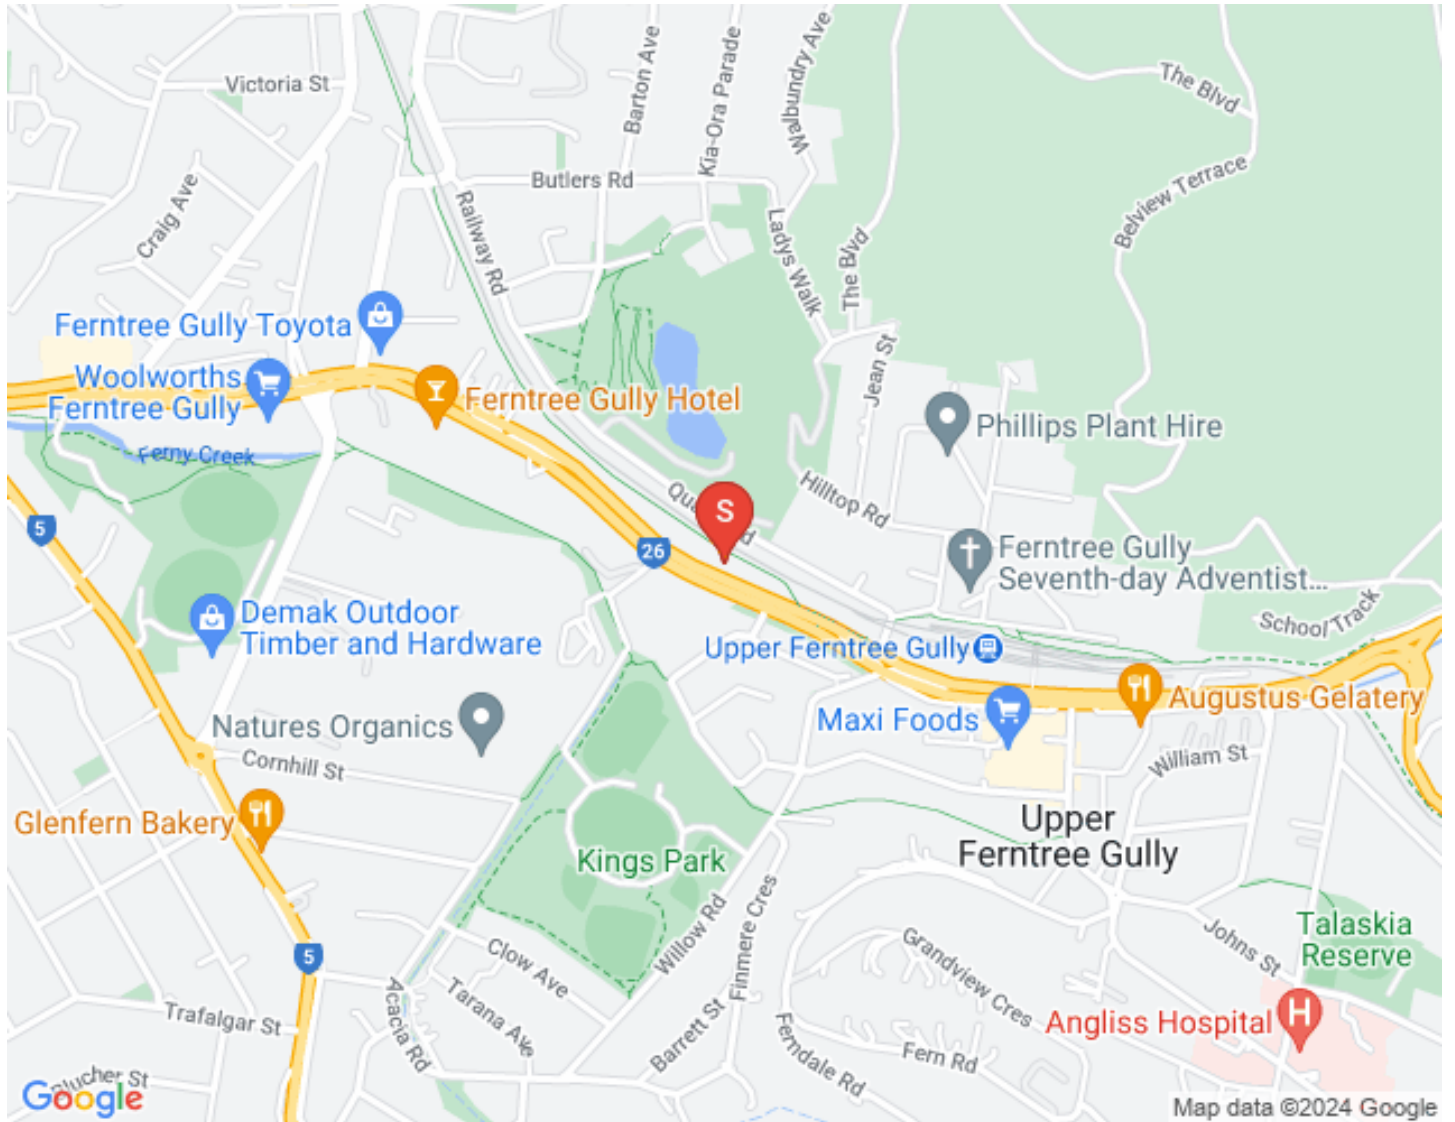 Victoria St
Barton Ave
Kia-Ora Parade
Walbundry Ave
The Blvd
Craig Ave
Butlers Rd
Belview Terrace
Railway Rd
Ladys Walk
The Blvd
Ferntree Gully Toyota
Woolworths
Ferntree Gully
Ferntree Gully Hotel
Jean St
Phillips Plant Hire
Ferny Creek
Hilltop Rd
S
5
26
Ferntree Gully
Seventh-day Adventist...
School Track
Demak Outdoor
Timber and Hardware
Upper Ferntree Gully
Augustus Gelatery
Natures Organics
Maxi Foods
William St
Cornhill St
Glenfern Bakery
Upper
Ferntree Gully
Kings Park
Willow Rd
Finmere Cres
Talaskia
Reserve
Johns St
Grandview Cres
5
Clow Ave
Tarana Ave
Acacia Rd
Trafalgar St
Barrett St
Ferndale Rd
Fern Rd
Angliss Hospital
H
Google
Map data ©2024 Google